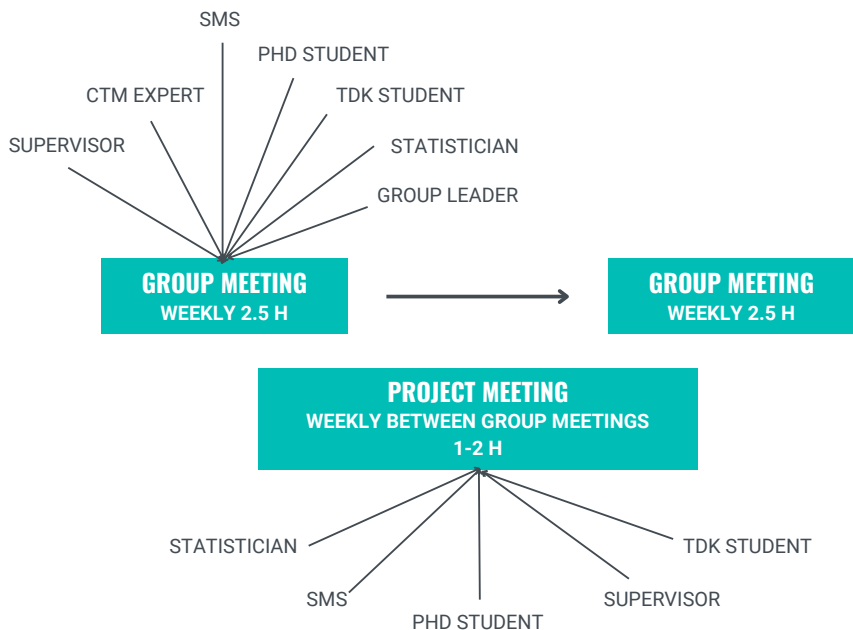 SMS
PHD STUDENT
CTM EXPERT
TDK STUDENT
SUPERVISOR
STATISTICIAN
GROUP LEADER
GROUP MEETING
WEEKLY 2.5 H
GROUP MEETING
WEEKLY 2.5 H
PROJECT MEETING
WEEKLY BETWEEN GROUP MEETINGS
1-2 H
STATISTICIAN
TDK STUDENT
SMS
SUPERVISOR
PHD STUDENT